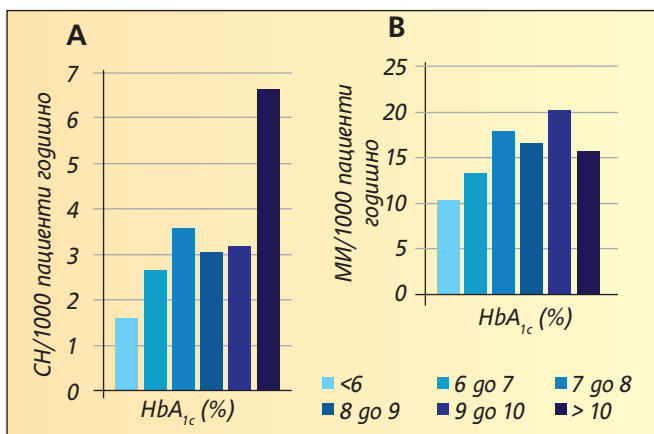 A
СН/1000 пациенти годишно
7
6
5
4
3
2
1
0
HbA1c (%)
B
МИ/1000 пациенти
годишно
25
20
15
10
5
0
HbA1c (%)
<6
6 до 7
7 до 8
8 до 9
9 до 10
> 10